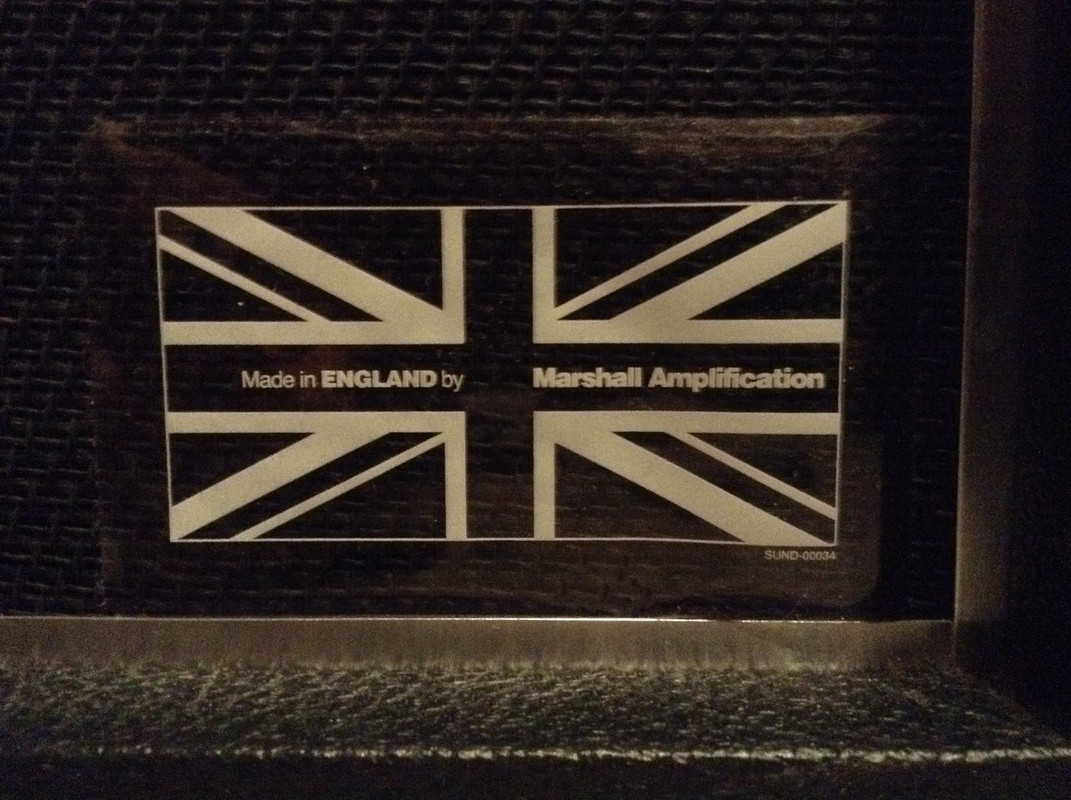 Made in ENGLAND by Marshall Amplification
SUND-00034